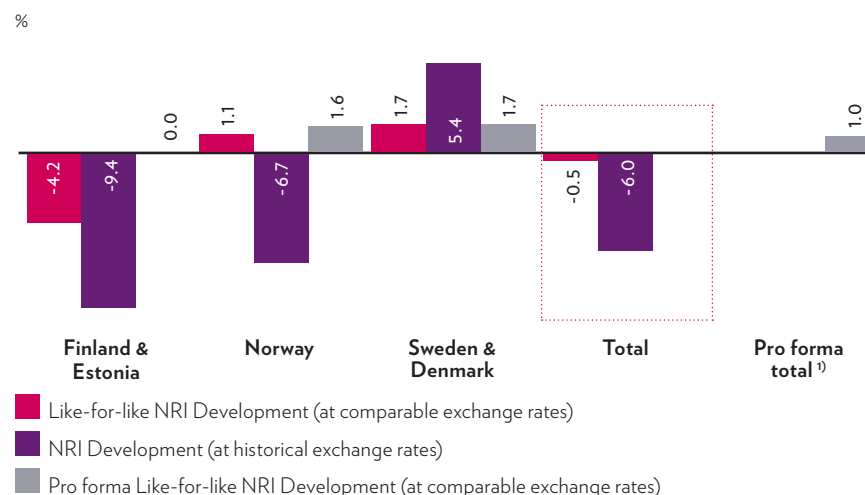 %
-4.2
-9.4
0.0
1.1
-6.7
1.6
1.7
5.4
1.7
-0.5
-6.0
1.0
Finland &
Estonia
Norway
Sweden &
Denmark
Total
Pro forma
total 1)
Like-for-like NRI Development (at comparable exchange rates)
NRI Development (at historical exchange rates)
Pro forma Like-for-like NRI Development (at comparable exchange rates)